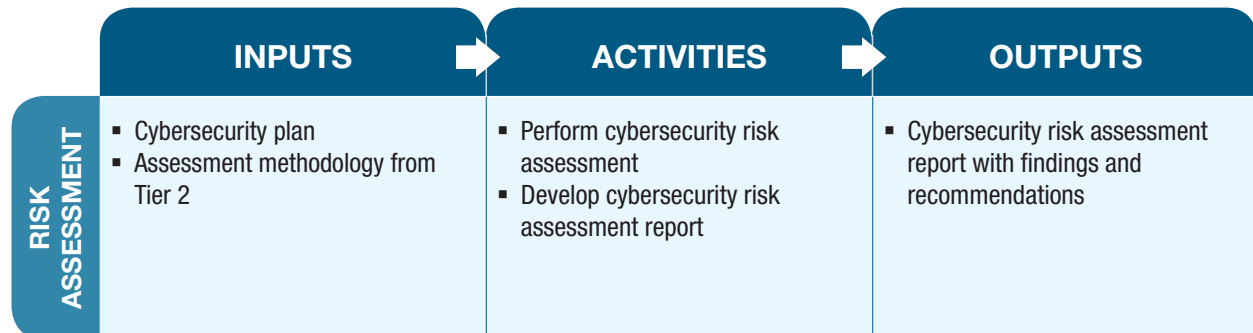 INPUTS
ACTIVITIES
OUTPUTS
RISK
ASSESSMENT
▪ Cybersecurity plan
▪ Assessment methodology from
Tier 2
▪ Perform cybersecurity risk
assessment
▪ Develop cybersecurity risk
assessment report
▪ Cybersecurity risk assessment
report with findings and
recommendations